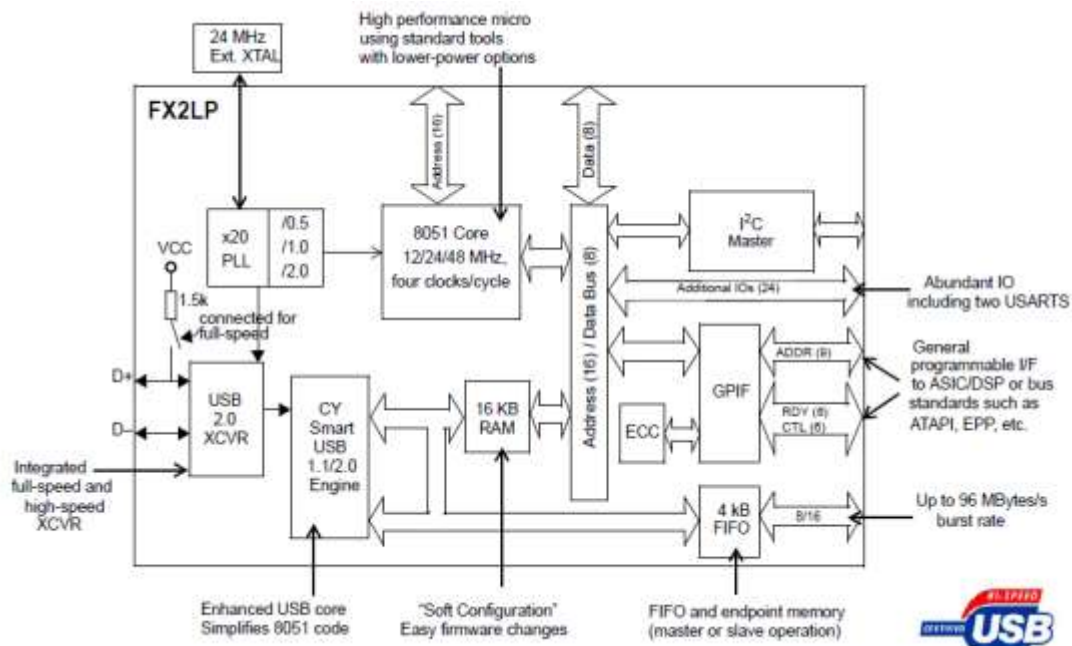 High performance micro
using standard tools
with lower-power options
24 MHz
Ext. XTAL
FX2LP
Address (16)
Data (8)
x20
PLL
/0.5
/1.0
/2.0
8051 Core
12/24/48 MHz,
four clocks/cycle
I²C
Master
VCC
1.5k
connected for
full-speed
Additional IOs (24)
Abundant IO
including two USARTS
Address (16) / Data Bus (8)
D+
D–
USB
2.0
XCVR
CY
Smart
USB
1.1/2.0
Engine
16 KB
RAM
ECC
GPIF
ADDR (9)
RDY (6)
CTL (6)
General
programmable I/F
to ASIC/DSP or bus
standards such as
ATAPI, EPP, etc.
Integrated
full-speed and
high-speed
XCVR
4 kB
FIFO
8/16
Up to 96 MBytes/s
burst rate
Enhanced USB core
Simplifies 8051 code
"Soft Configuration"
Easy firmware changes
FIFO and endpoint memory
(master or slave operation)
HI-SPEED
CERTIFIED
USB